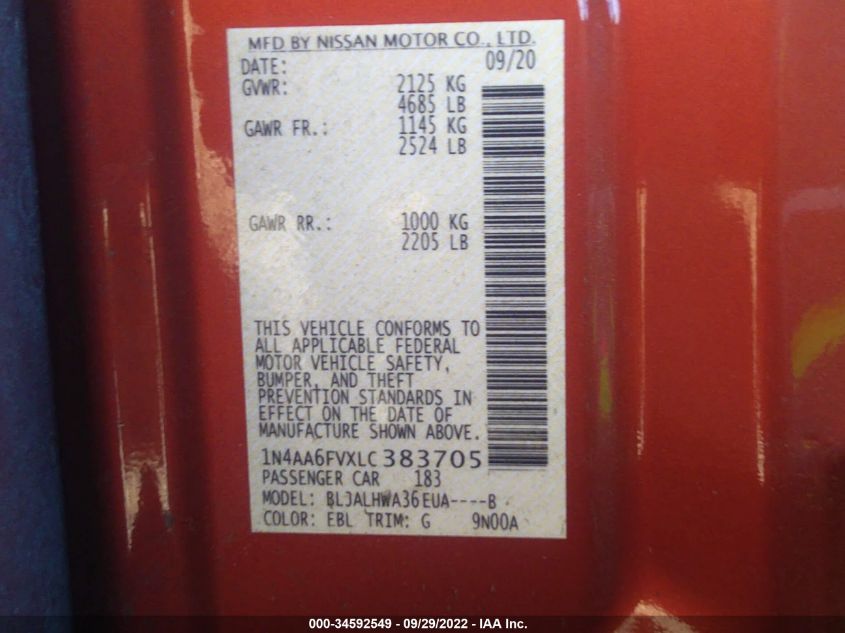 MFD BY NISSAN MOTOR CO., LTD.
DATE: 09/20
GVWR: 2125 KG
4685 LB
GAWR FR.: 1145 KG
2524 LB
GAWR RR.: 1000 KG
2205 LB
THIS VEHICLE CONFORMS TO
ALL APPLICABLE FEDERAL
MOTOR VEHICLE SAFETY,
BUMPER, AND THEFT
PREVENTION STANDARDS IN
EFFECT ON THE DATE OF
MANUFACTURE SHOWN ABOVE.
1N4AA6FVXLC383705
PASSENGER CAR 183
MODEL: BLJALHWA36EUA----B
COLOR: EBL TRIM: G 9N00A
000-34592549 - 09/29/2022 - IAA Inc.